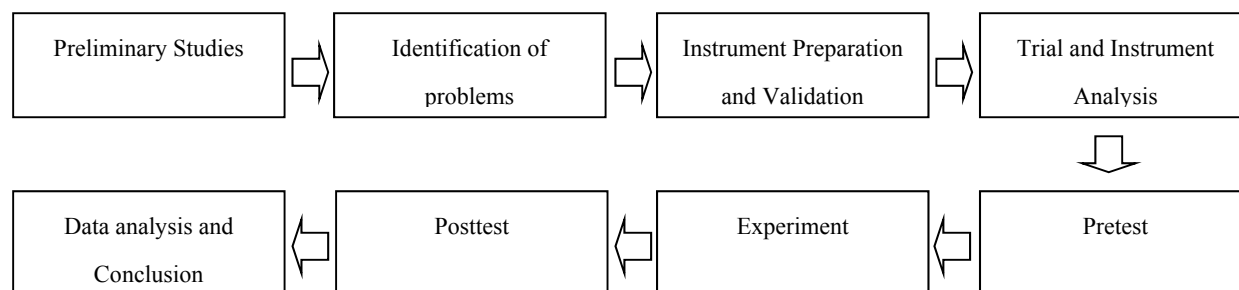 Preliminary Studies
Identification of
problems
Instrument Preparation
and Validation
Trial and Instrument
Analysis
Pretest
Experiment
Posttest
Data analysis and
Conclusion